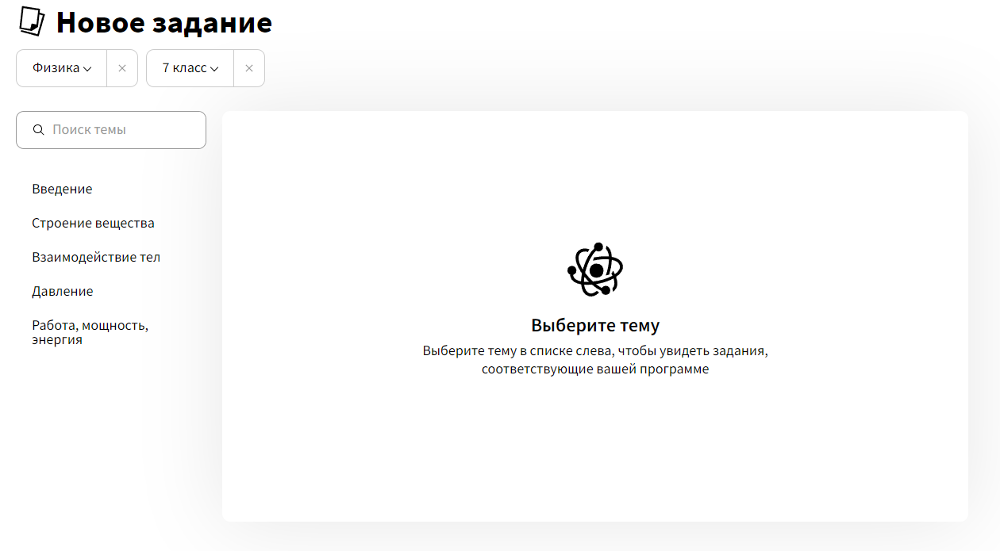 Новое задание
Физика
7 класс
Поиск темы
Введение
Строение вещества
Взаимодействие тел
Давление
Работа, мощность,
энергия
Выберите тему
Выберите тему в списке слева, чтобы увидеть задания,
соответствующие вашей программе